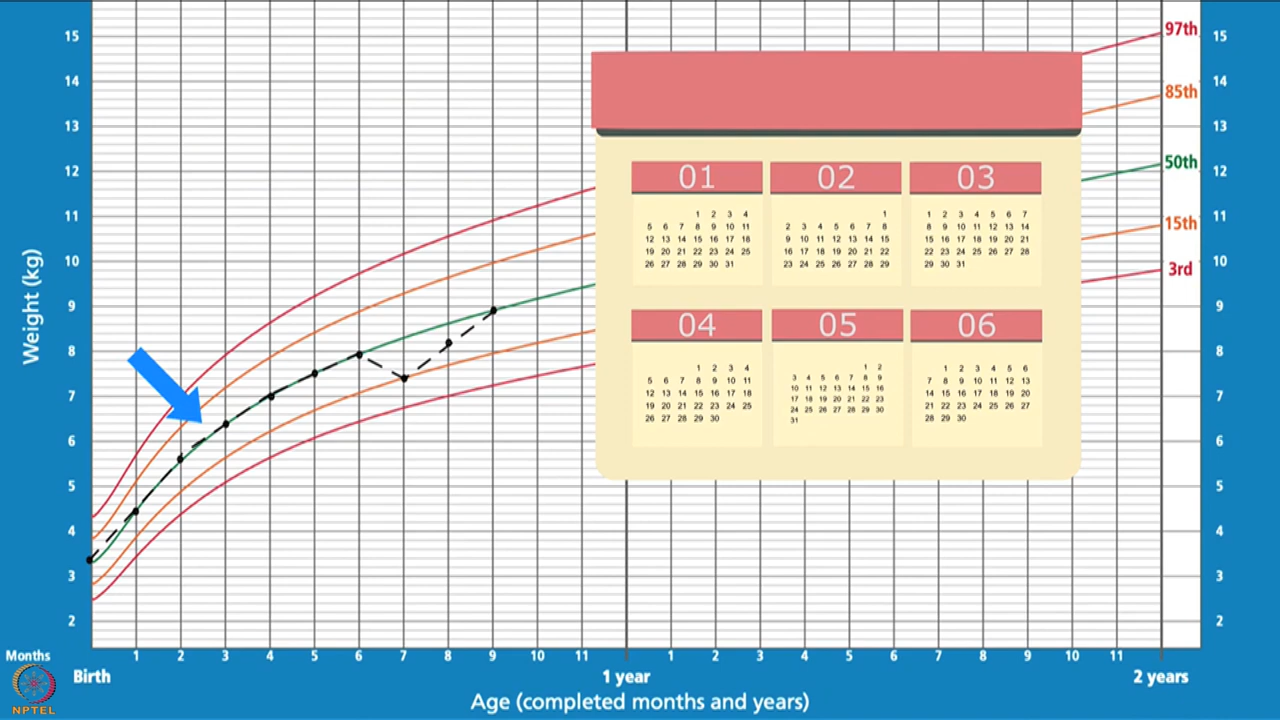 15 97th 15
14 85th 14
13 13
12 50th 12
11 15th 11
10 3rd 10
9 9
8 8
7 7
6 6
5 5
4 4
3 3
2 2
Weight (kg)
01 02 03
1 2 3 4 1 1 2 3 4 5 6 7
5 6 7 8 9 10 11 2 3 4 5 6 7 8 8 9 10 11 12 13 14
12 13 14 15 16 17 18 9 10 11 12 13 14 15 15 16 17 18 19 20 21
19 20 21 22 23 24 25 16 17 18 19 20 21 22 22 23 24 25 26 27 28
26 27 28 29 30 31 23 24 25 26 27 28 29 29 30 31
04 05 06
1 2 3 4 1 2 1 2 3 4 5 6
5 6 7 8 9 10 11 3 4 5 6 7 8 9 7 8 9 10 11 12 13
12 13 14 15 16 17 18 10 11 12 13 14 15 16 14 15 16 17 18 19 20
19 20 21 22 23 24 25 17 18 19 20 21 22 23 21 22 23 24 25 26 27
26 27 28 29 30 24 25 26 27 28 29 30 28 29 30
31
Months 1 2 3 4 5 6 7 8 9 10 11 1 2 3 4 5 6 7 8 9 10 11
Birth 1 year 2 years
Age (completed months and years)
NPTEL